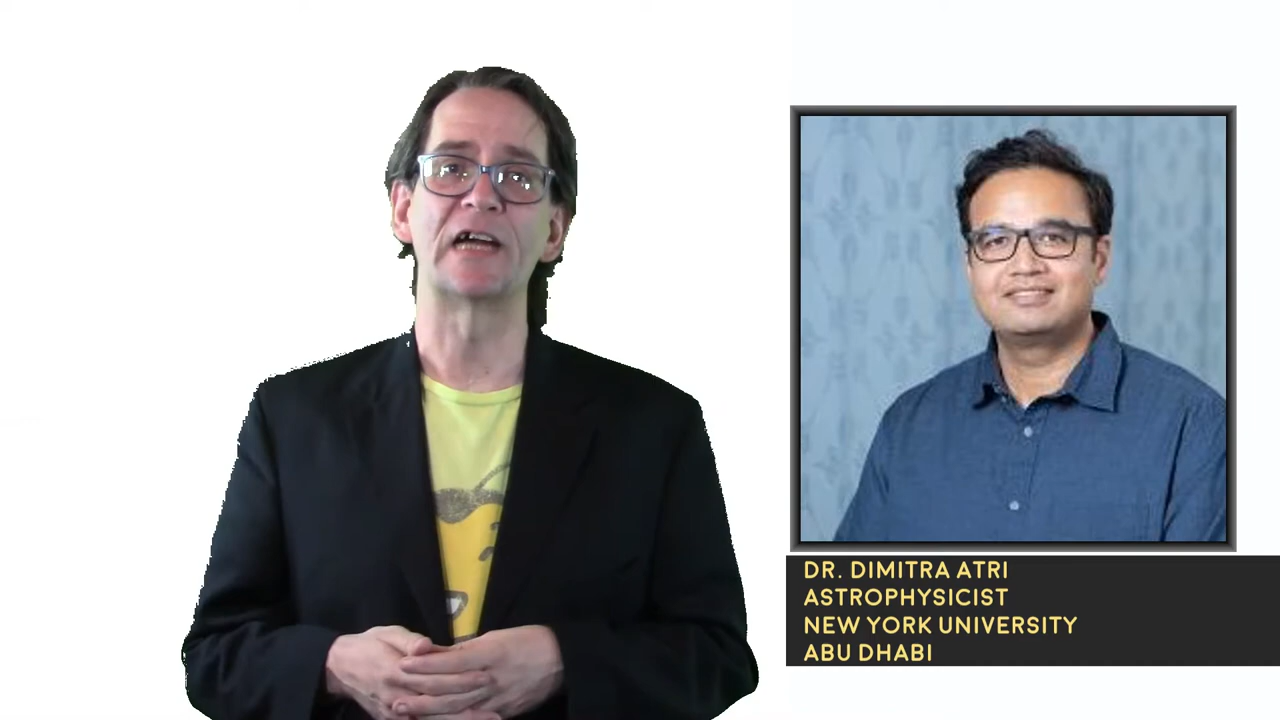 DR. DIMITRA ATRI
ASTROPHYSICIST
NEW YORK UNIVERSITY
ABU DHABI